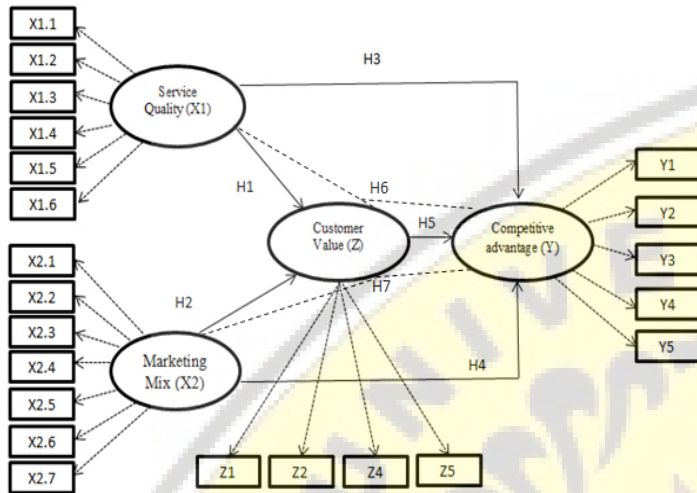 X1.1
X1.2
X1.3
X1.4
X1.5
X1.6
Service
Quality (X1)
H3
H1
H6
Customer
Value (Z)
H5
Competitive
advantage (Y)
Y1
Y2
Y3
Y4
Y5
H7
H2
X2.1
X2.2
X2.3
X2.4
X2.5
X2.6
X2.7
Marketing
Mix (X2)
H4
Z1
Z2
Z4
Z5
UNIVE